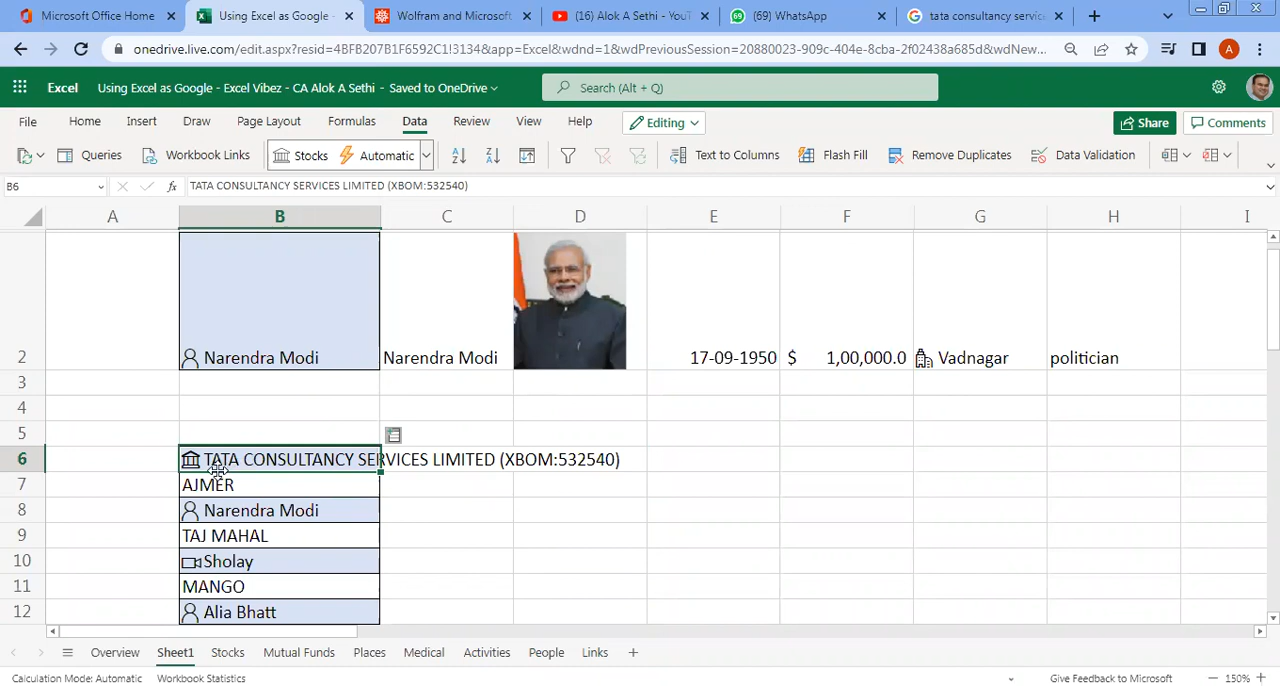 Microsoft Office Home
Using Excel as Google -
Wolfram and Microsoft
(16) Alok A Sethi - YouT
(69) WhatsApp
tata consultancy service
onedrive.live.com/edit.aspx?resid=4BFB207B1F6592C1!3134&app=Excel&wdnd=1&wdPreviousSession=20880023-909c-404e-8cba-2f02438a685d&wdNew...
A
Excel
Using Excel as Google - Excel Vibez - CA Alok A Sethi - Saved to OneDrive
Search (Alt + Q)
File Home Insert Draw Page Layout Formulas Data Review View Help
Editing
Share
Comments
Queries
Workbook Links
Stocks
Automatic
Text to Columns
Flash Fill
Remove Duplicates
Data Validation
B6
fx
TATA CONSULTANCY SERVICES LIMITED (XBOM:532540)
A B C D E F G H I
2 Narendra Modi Narendra Modi 17-09-1950 $ 1,00,000.0 Vadnagar politician
3
4
5
6 TATA CONSULTANCY SERVICES LIMITED (XBOM:532540)
7 AJMER
8 Narendra Modi
9 TAJ MAHAL
10 Sholay
11 MANGO
12 Alia Bhatt
Overview Sheet1 Stocks Mutual Funds Places Medical Activities People Links
Calculation Mode: Automatic
Workbook Statistics
Give Feedback to Microsoft
150%